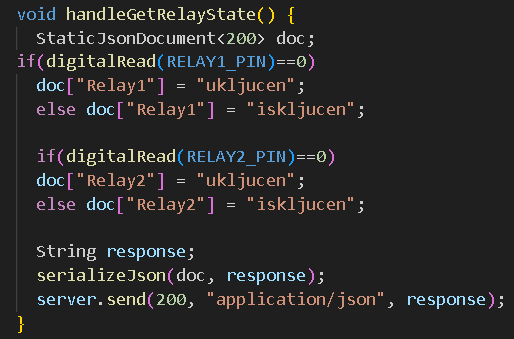 void handleGetRelayState() {
  StaticJsonDocument<200> doc;
if(digitalRead(RELAY1_PIN)==0)
  doc["Relay1"] = "ukljucen";
  else doc["Relay1"] = "iskljucen";

  if(digitalRead(RELAY2_PIN)==0)
  doc["Relay2"] = "ukljucen";
  else doc["Relay2"] = "iskljucen";

  String response;
  serializeJson(doc, response);
  server.send(200, "application/json", response);
}